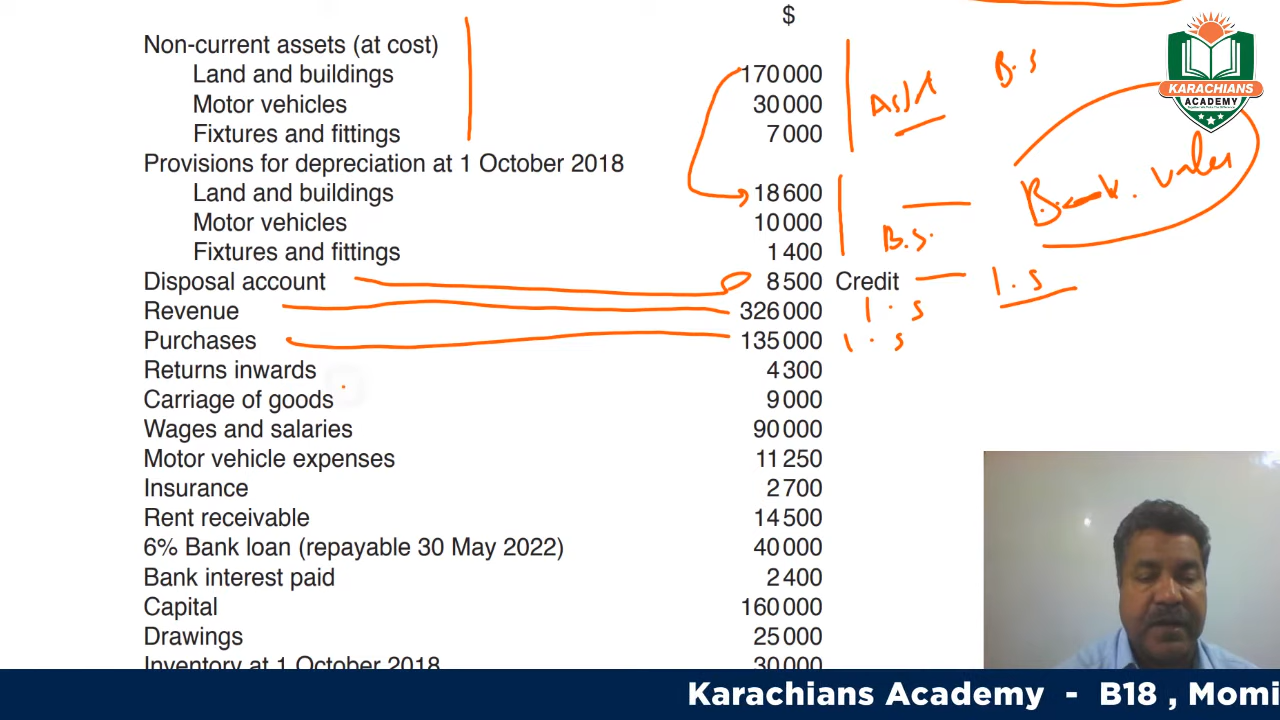 $
Non-current assets (at cost)
Land and buildings 170 000
Motor vehicles 30 000
Fixtures and fittings 7 000
Provisions for depreciation at 1 October 2018
Land and buildings 18 600
Motor vehicles 10 000
Fixtures and fittings 1 400
Disposal account 8 500 Credit I.S
Revenue 326 000 I.S
Purchases 135 000 I.S
Returns inwards 4 300
Carriage of goods 9 000
Wages and salaries 90 000
Motor vehicle expenses 11 250
Insurance 2 700
Rent receivable 14 500
6% Bank loan (repayable 30 May 2022) 40 000
Bank interest paid 2 400
Capital 160 000
Drawings 25 000
Inventory at 1 October 2018 30 000
B.S
B.S.
KARACHIANS
ACADEMY
Karachians Academy - B18 , Momi